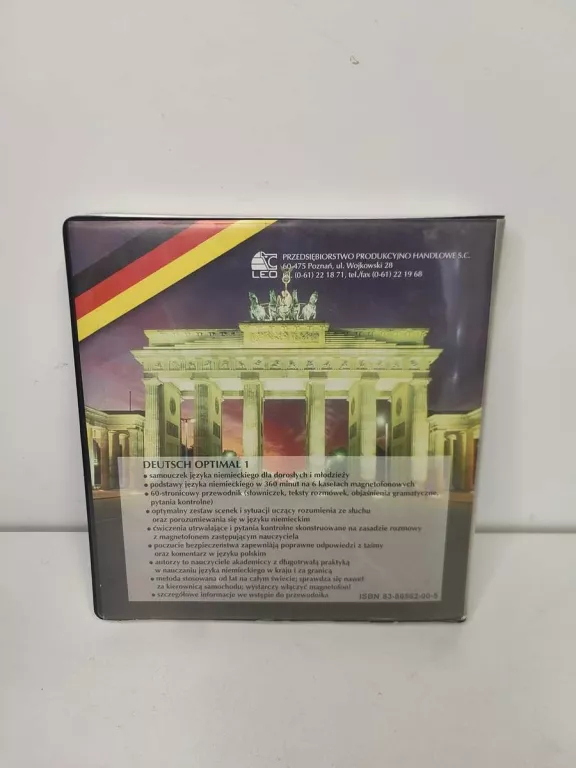 LEO
PRZEDSIĘBIORSTWO PRODUKCYJNO HANDLOWE S.C.
60-475 Poznań, ul. Wojkowski 28
tel. (0-61) 22 18 71, tel./fax (0-61) 22 19 68
DEUTSCH OPTIMAL 1
• samouczek języka niemieckiego dla dorosłych i młodzieży
• podstawy języka niemieckiego w 360 minut na 6 kasetach magnetofonowych
• 60-stronicowy przewodnik (słowniczek, teksty rozmówek, objaśnienia gramatyczne,
pytania kontrolne)
• optymalny zestaw scenek i sytuacji uczący rozumienia ze słuchu
oraz porozumiewania się w języku niemieckim
• ćwiczenia utrwalające i pytania kontrolne skonstruowane na zasadzie rozmowy
z magnetofonem zastępującym nauczyciela
• poczucie bezpieczeństwa zapewniają poprawne odpowiedzi z taśmy
oraz komentarz w języku polskim
• autorzy to nauczyciele akademiccy z długotrwałą praktyką
w nauczaniu języka niemieckiego w kraju i za granicą
• metoda stosowana od lat na całym świecie; sprawdza się nawet
za kierownicą samochodu; wystarczy włączyć magnetofon!
• szczegółowe informacje we wstępie do przewodnika
ISBN